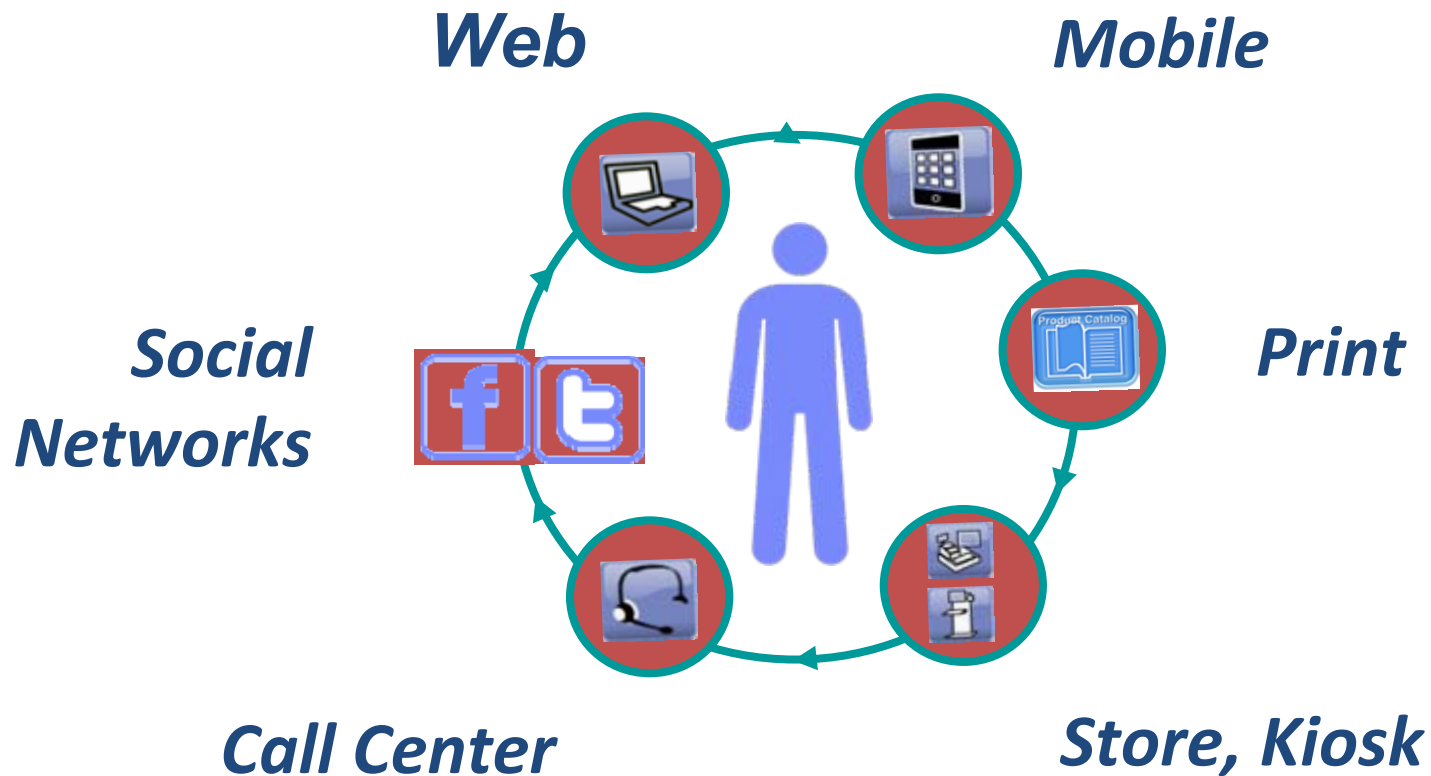 Web
Mobile
Product Catalog
Social
Networks
Print
f
t
Call Center
Store, Kiosk